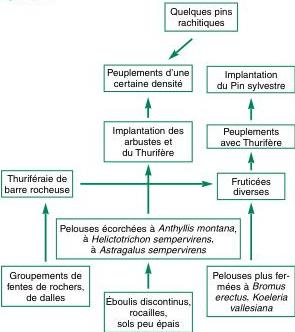 Quelques pins
rachitiques
Peuplements d'une
certaine densité
Implantation
du Pin sylvestre
Implantation des
arbustes et
du Thurifère
Peuplements
avec Thurifère
Thuriféraie de
barre rocheuse
Fruticées
diverses
Pelouses écorchées à Anthyllis montana,
à Helictotrichon sempervirens.
à Astragalus sempervirens
Groupements de
fentes de rochers,
de dalles
Éboulis discontinus,
rocailles,
sols peu épais
Pelouses plus fer-
mées à Bromus
erectus. Koeleria
vallesiana